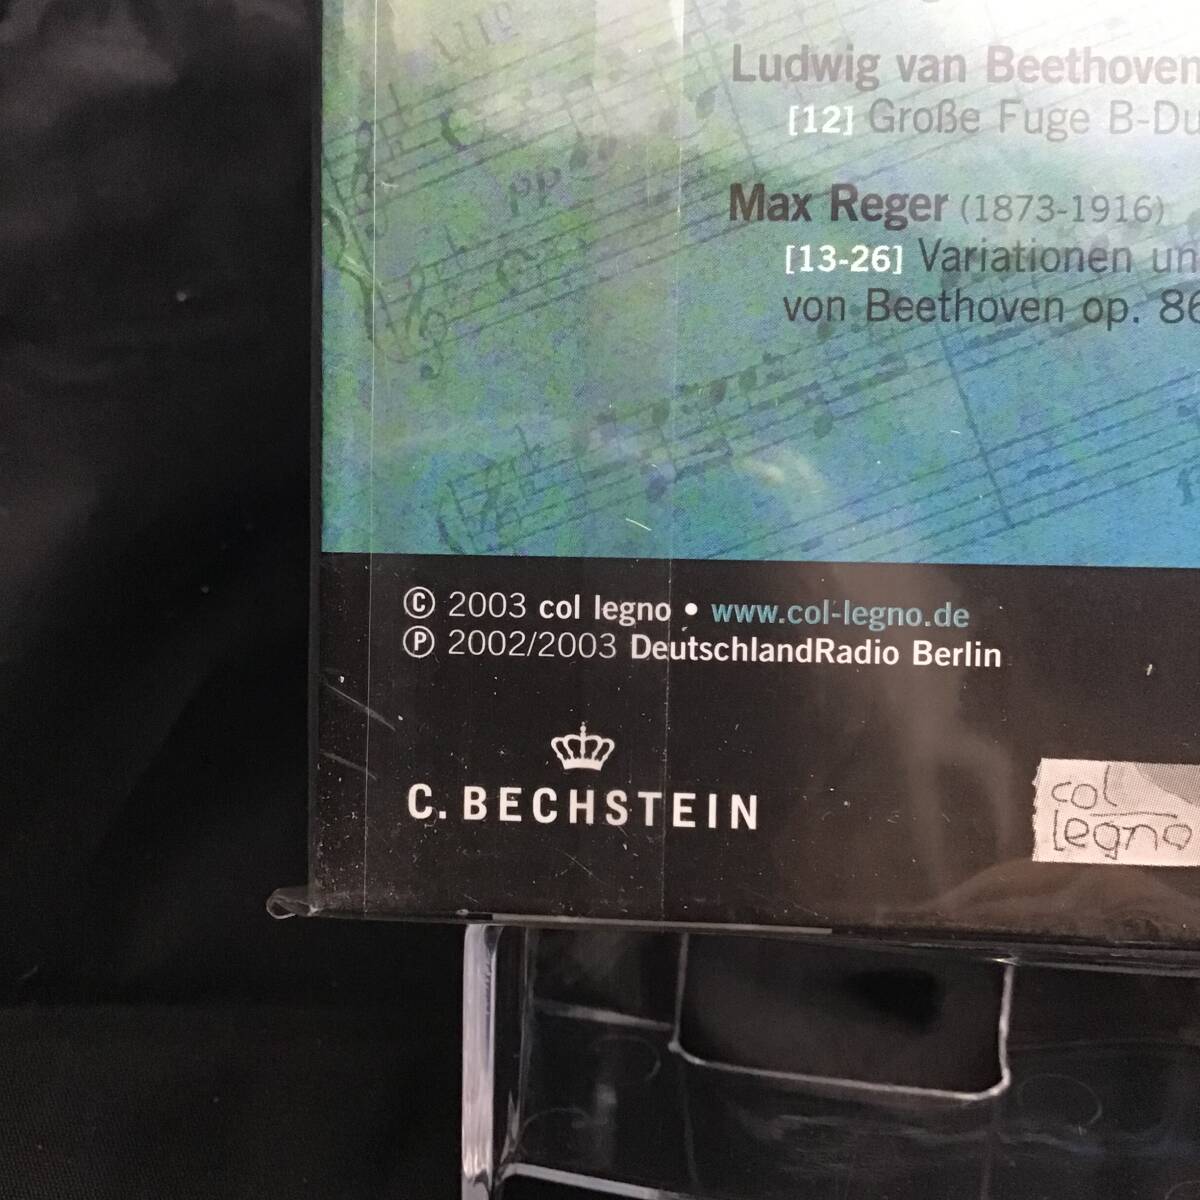 Ludwig van Beethoven
[12] Große Fuge B-Du
Max Reger (1873-1916)
[13-26] Variationen un
von Beethoven op. 86
© 2003 col legno • www.col-legno.de
℗ 2002/2003 DeutschlandRadio Berlin
C. BECHSTEIN
col
legno
pp